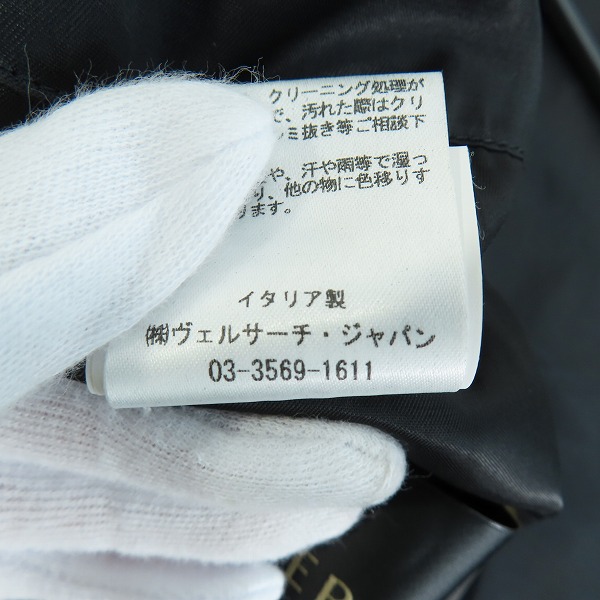 クリーニング処理が
で、汚れた際はクリ
ミ抜き等ご相談下
や、汗や雨等で湿っ
り、他の物に色移りす
ります。
イタリア製
㈱ヴェルサーチ・ジャパン
03-3569-1611
ER